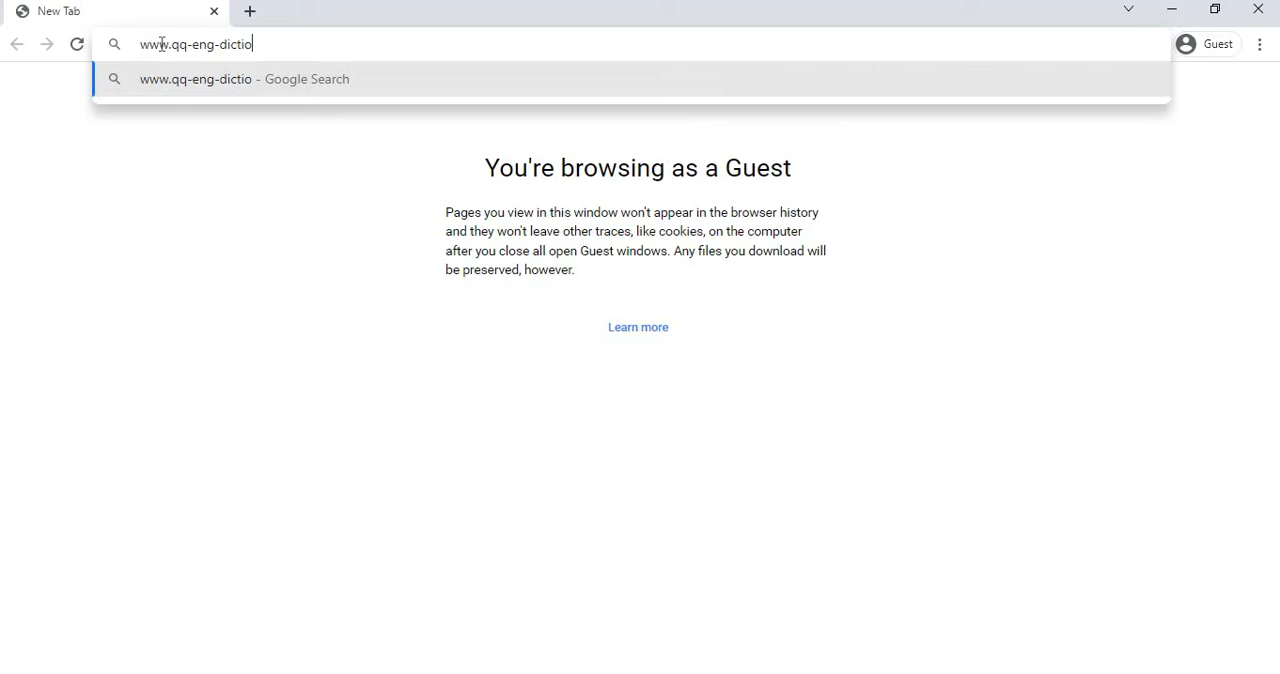 New Tab
www.qq-eng-dictio
Guest
www.qq-eng-dictio - Google Search
You're browsing as a Guest
Pages you view in this window won't appear in the browser history
and they won't leave other traces, like cookies, on the computer
after you close all open Guest windows. Any files you download will
be preserved, however.
Learn more